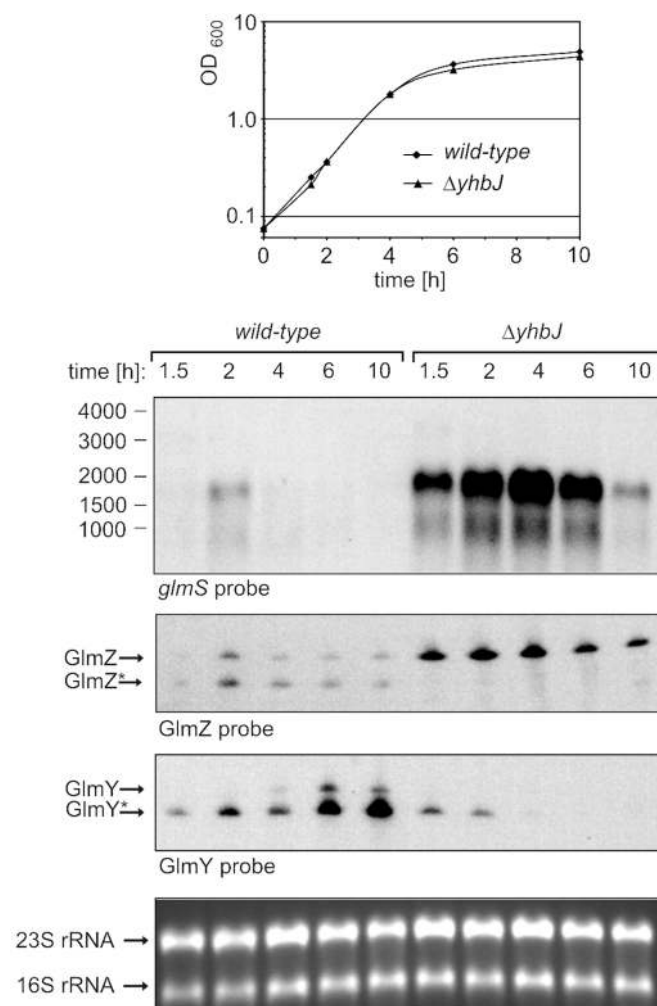 10
OD600
1.0
wild-type
ΔyhbJ
0.1
0 2 4 6 8 10
time [h]
wild-type ΔyhbJ
time [h]: 1.5 2 4 6 10 1.5 2 4 6 10
4000
3000
2000
1500
1000
glmS probe
GlmZ
GlmZ*
GlmZ probe
GlmY
GlmY*
GlmY probe
23S rRNA
16S rRNA